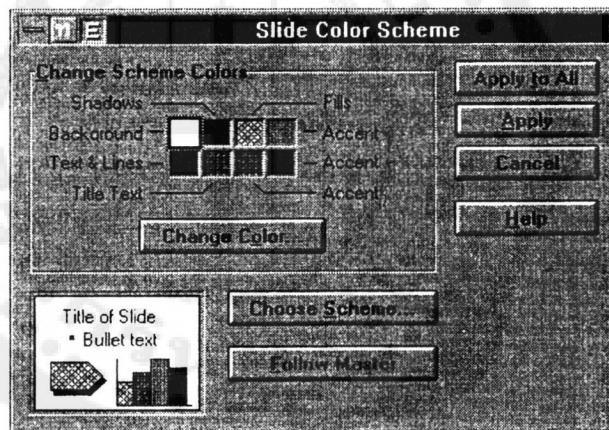 Slide Color Scheme
Change Scheme Colors
Shadows
Fills
Background
Accent
Text & Lines
Accent
Title Text
Accent
Change Color...
Apply to All
Apply
Cancel
Help
Title of Slide
• Bullet text
Choose Scheme...
Follow Master